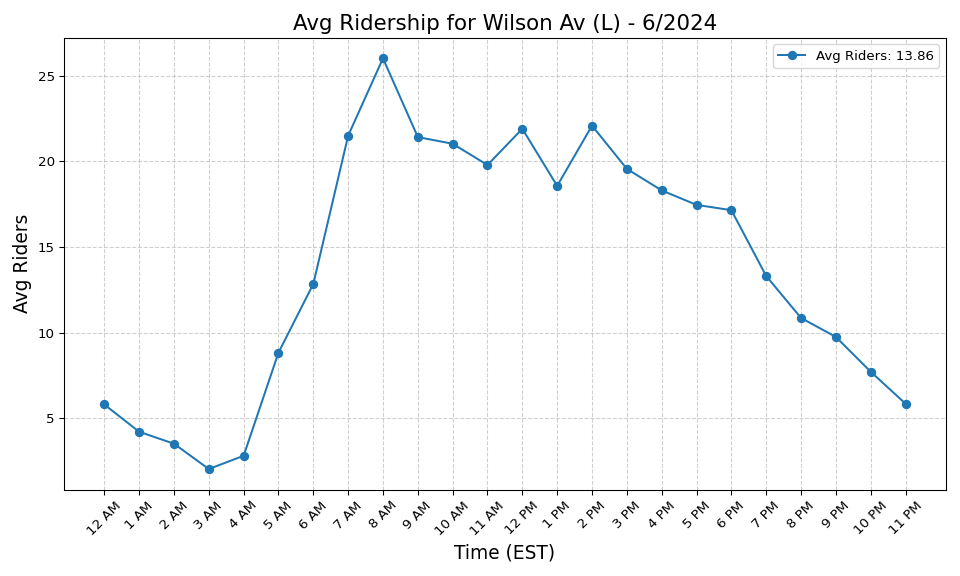 Avg Ridership for Wilson Av (L) - 6/2024
Avg Riders: 13.86
Avg Riders
25
20
15
10
5
12 AM
1 AM
2 AM
3 AM
4 AM
5 AM
6 AM
7 AM
8 AM
9 AM
10 AM
11 AM
12 PM
1 PM
2 PM
3 PM
4 PM
5 PM
6 PM
7 PM
8 PM
9 PM
10 PM
11 PM
Time (EST)